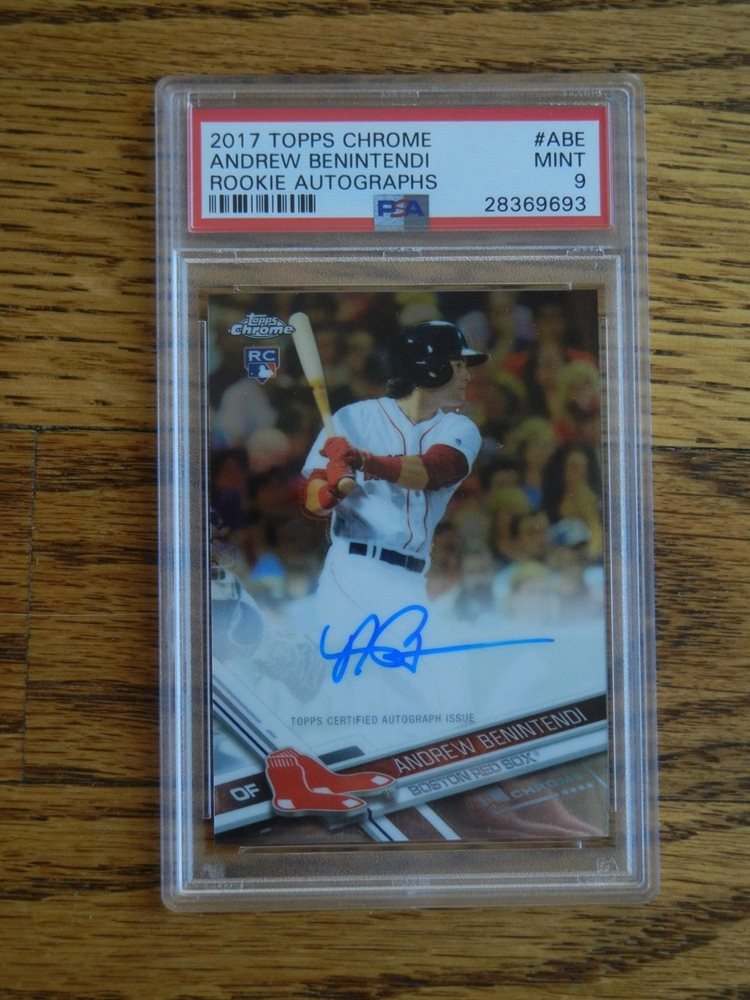 2017 TOPPS CHROME #ABE
ANDREW BENINTENDI MINT
ROOKIE AUTOGRAPHS 9
PSA 28369693
Topps
Chrome
RC
TOPPS CERTIFIED AUTOGRAPH ISSUE
ANDREW BENINTENDI
BOSTON RED SOX
OF
CHROME